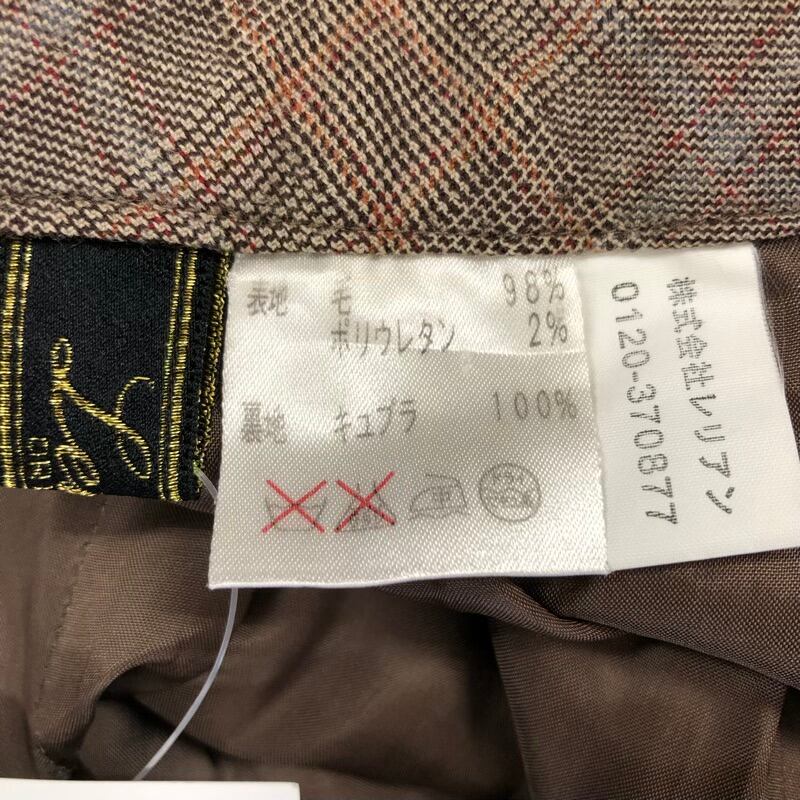 表地 毛 98%
ポリウレタン 2%
裏地 キュプラ 100%
株式会社レリアン
0120-370877